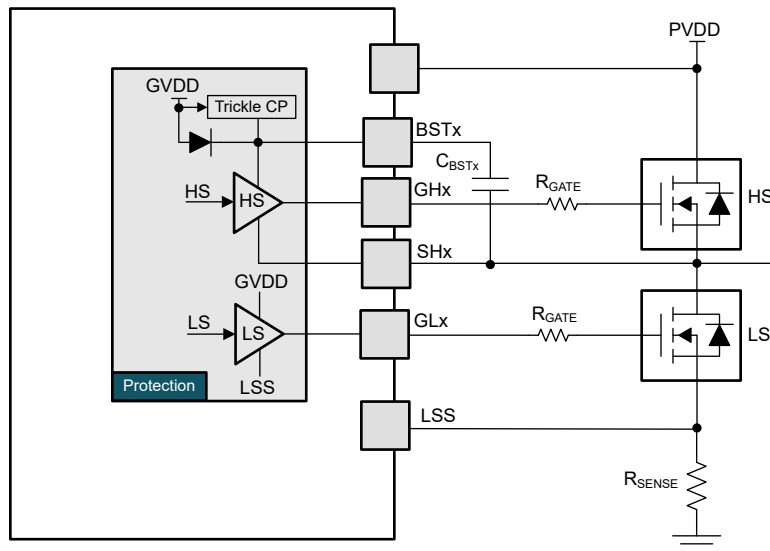 PVDD
GVDD
Trickle CP
BSTx
CBSTx
HS
HS
GHx
RGATE
HS
SHx
GVDD
LS
LS
GLx
RGATE
LS
LSS
Protection
LSS
RSENSE